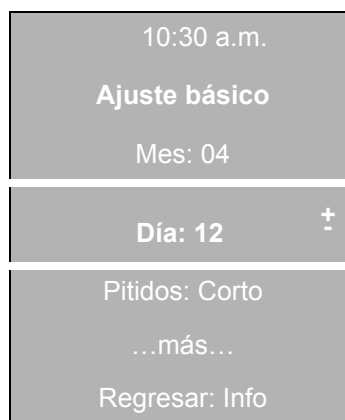 10:30 a.m.
Ajuste básico
Mes: 04
Día: 12 +
-
Pitidos: Corto
…más…
Regresar: Info